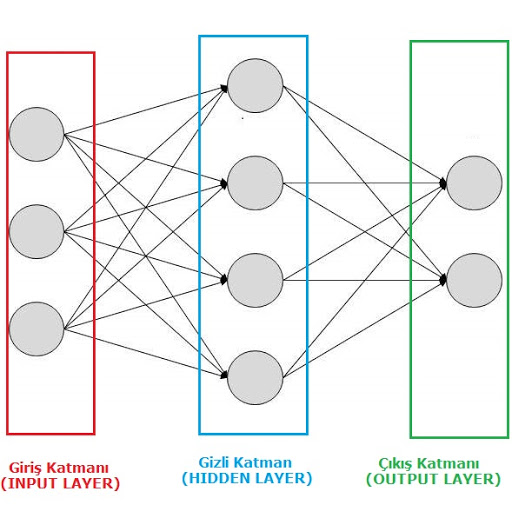 Giriş Katmanı
(INPUT LAYER)
Gizli Katman
(HIDDEN LAYER)
Çıkış Katmanı
(OUTPUT LAYER)